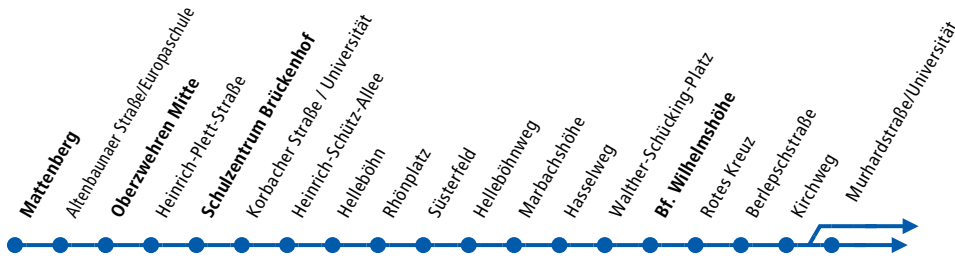 Mattenberg
Altenbaunaer Straße/Europaschule
Oberzwehren Mitte
Heinrich-Plett-Straße
Schulzentrum Brückenhof
Korbacher Straße / Universität
Heinrich-Schütz-Allee
Helleböhn
Rhönplatz
Süsterfeld
Helleböhnweg
Marbachshöhe
Hasselweg
Walther-Schücking-Platz
Bf. Wilhelmshöhe
Rotes Kreuz
Berlepschstraße
Kirchweg
Murhardstraße/Universität